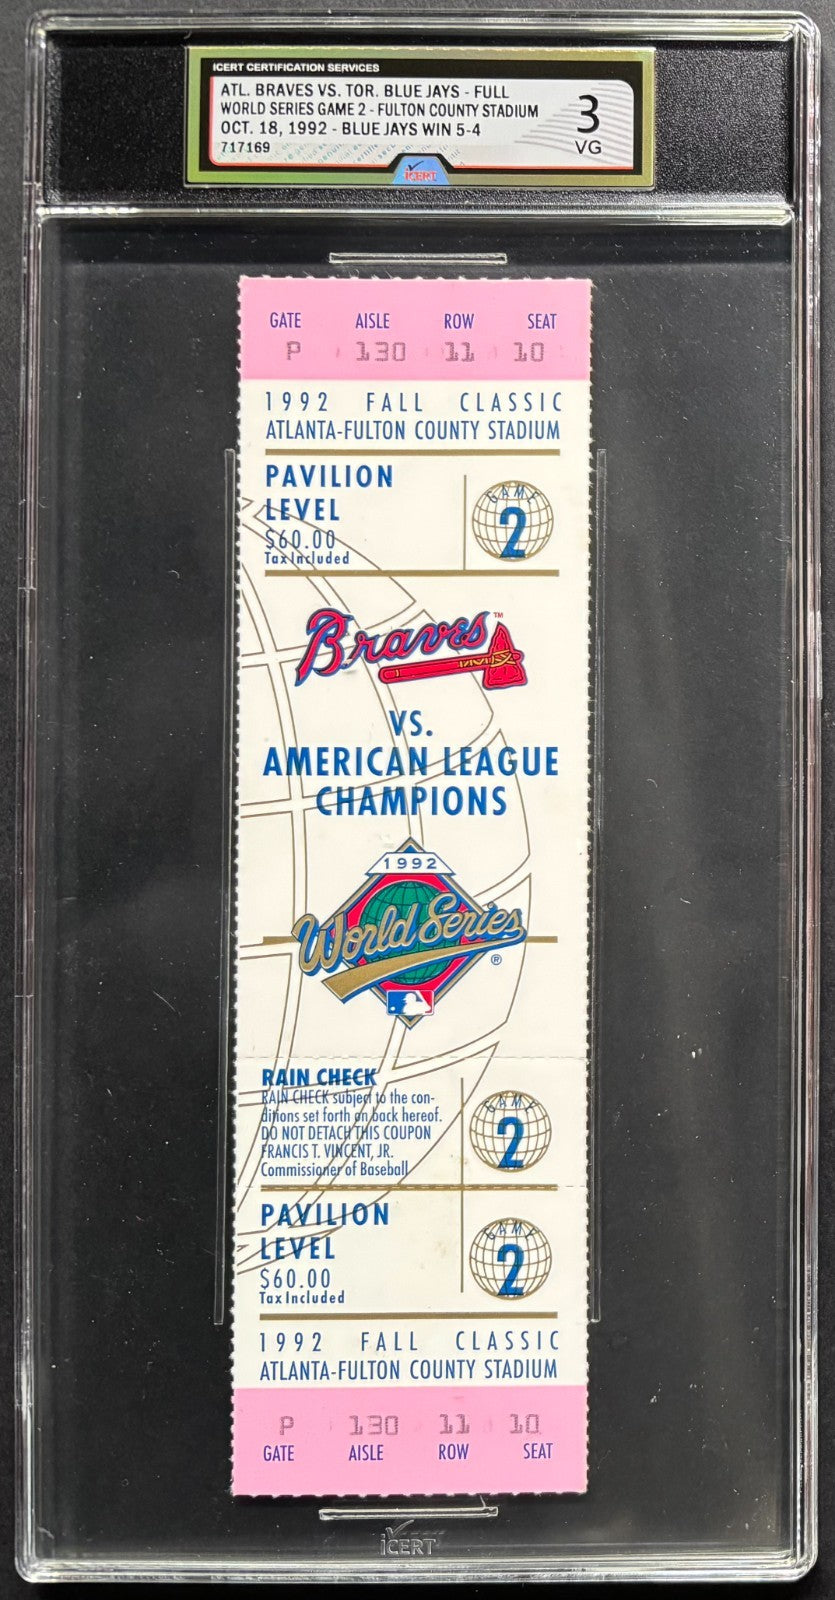 ICERT CERTIFICATION SERVICES
ATL. BRAVES VS. TOR. BLUE JAYS - FULL
WORLD SERIES GAME 2 - FULTON COUNTY STADIUM
OCT. 18, 1992 - BLUE JAYS WIN 5-4
717169
3
VG
iCERT
GATE AISLE ROW SEAT
P 130 11 10
1992 FALL CLASSIC
ATLANTA-FULTON COUNTY STADIUM
PAVILION
LEVEL
$60.00
Tax Included
GAME
2
Braves™
VS.
AMERICAN LEAGUE
CHAMPIONS
1992
World Series®
RAIN CHECK
RAIN CHECK subject to the con-
ditions set forth on back hereof.
DO NOT DETACH THIS COUPON
FRANCIS T. VINCENT, JR.
Commissioner of Baseball
GAME
2
PAVILION
LEVEL
$60.00
Tax Included
GAME
2
1992 FALL CLASSIC
ATLANTA-FULTON COUNTY STADIUM
P 130 11 10
GATE AISLE ROW SEAT
iCERT